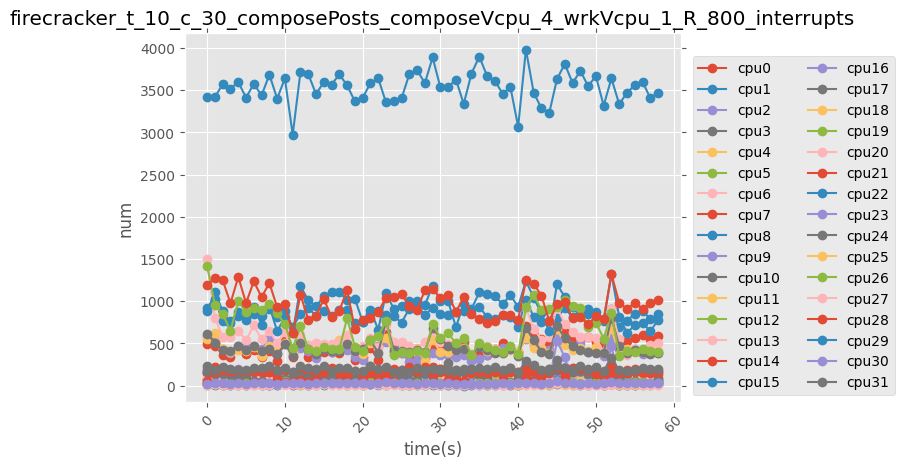 firecracker_t_10_c_30_composePosts_composeVcpu_4_wrkVcpu_1_R_800_interrupts
4000
3500
3000
2500
2000
1500
1000
500
0
num
0
10
20
30
40
50
60
time(s)
cpu0
cpu1
cpu2
cpu3
cpu4
cpu5
cpu6
cpu7
cpu8
cpu9
cpu10
cpu11
cpu12
cpu13
cpu14
cpu15
cpu16
cpu17
cpu18
cpu19
cpu20
cpu21
cpu22
cpu23
cpu24
cpu25
cpu26
cpu27
cpu28
cpu29
cpu30
cpu31